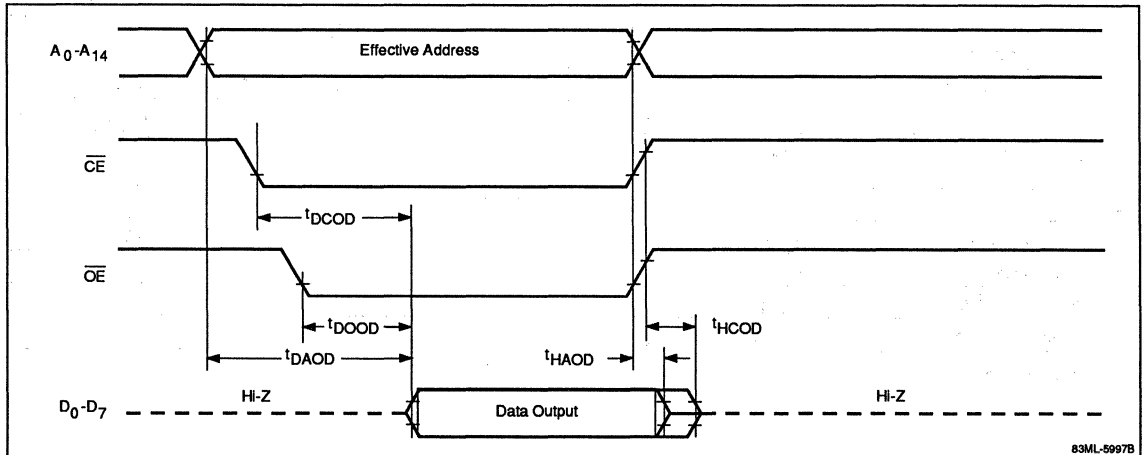 A0-A14
Effective Address
CE
tDCOD
OE
tDOOD
tHCOD
tDAOD
tHAOD
Hi-Z
Hi-Z
D0-D7
Data Output
83ML-5997B